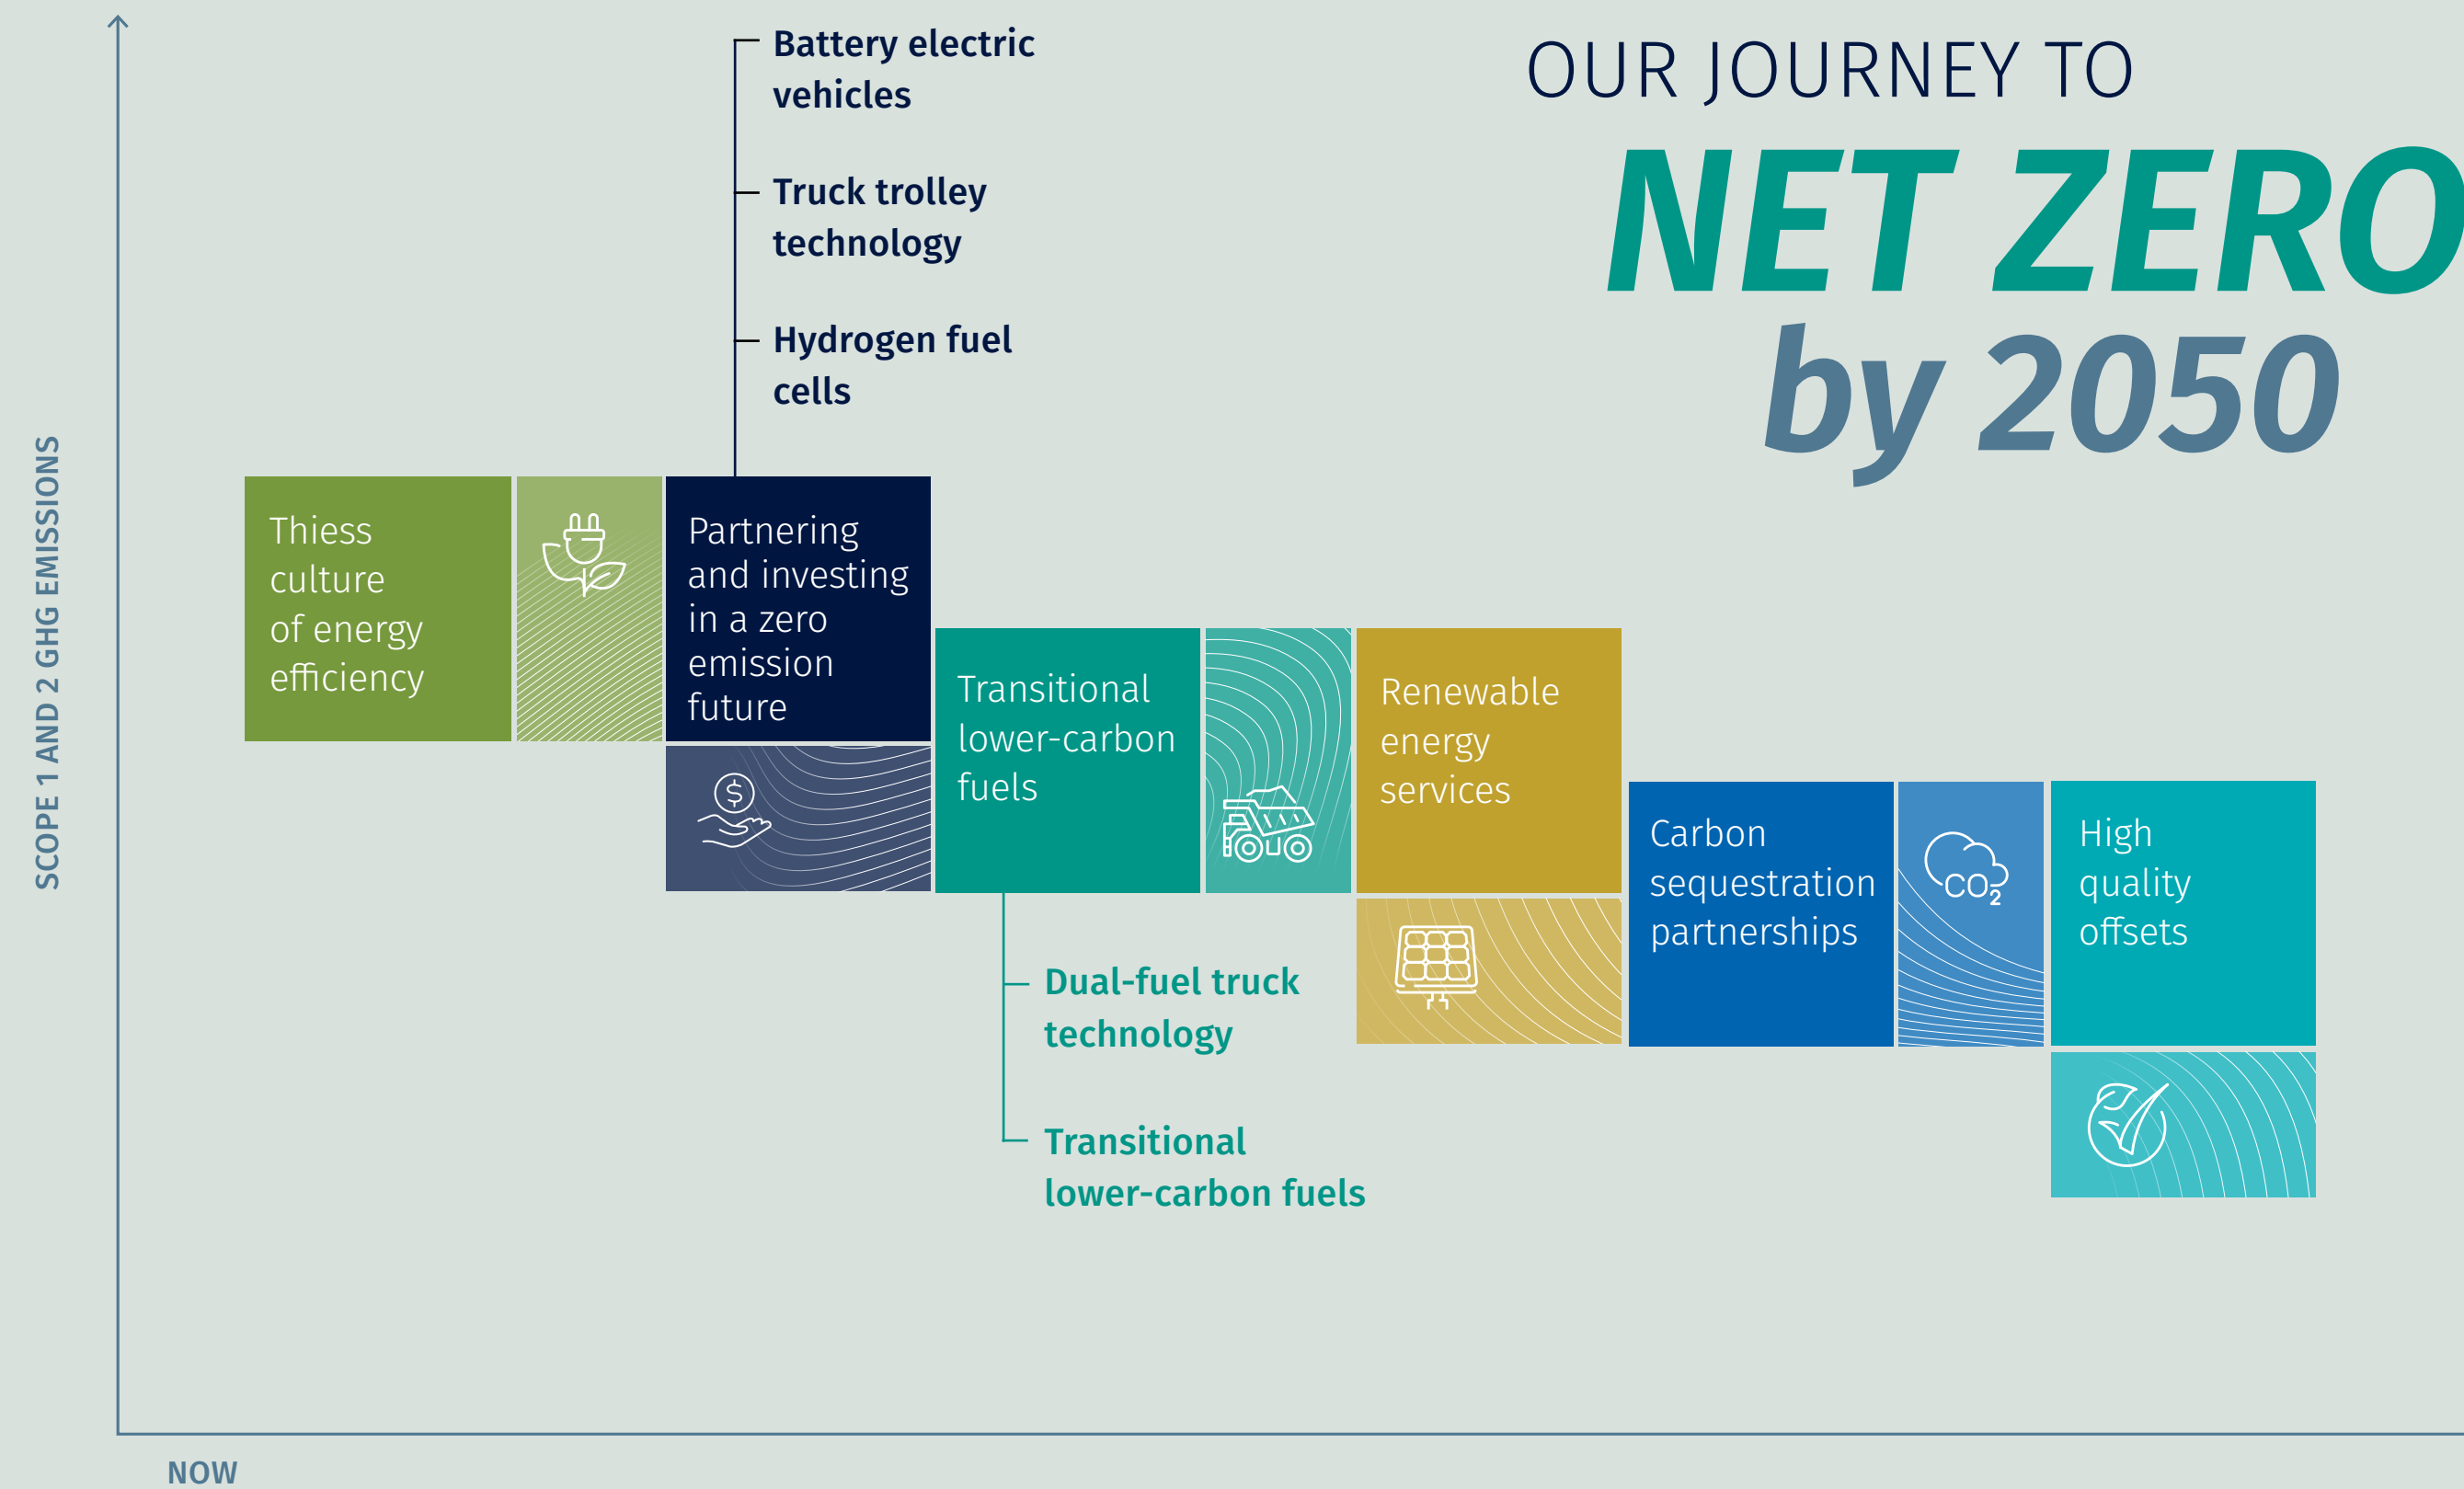 OUR JOURNEY TO
NET ZERO
by 2050
SCOPE 1 AND 2 GHG EMISSIONS
Battery electric
vehicles
Truck trolley
technology
Hydrogen fuel
cells
Thiess
culture
of energy
efficiency
Partnering
and investing
in a zero
emission
future
$
Transitional
lower-carbon
fuels
Dual-fuel truck
technology
Transitional
lower-carbon fuels
Renewable
energy
services
Carbon
sequestration
partnerships
CO₂
High
quality
offsets
NOW